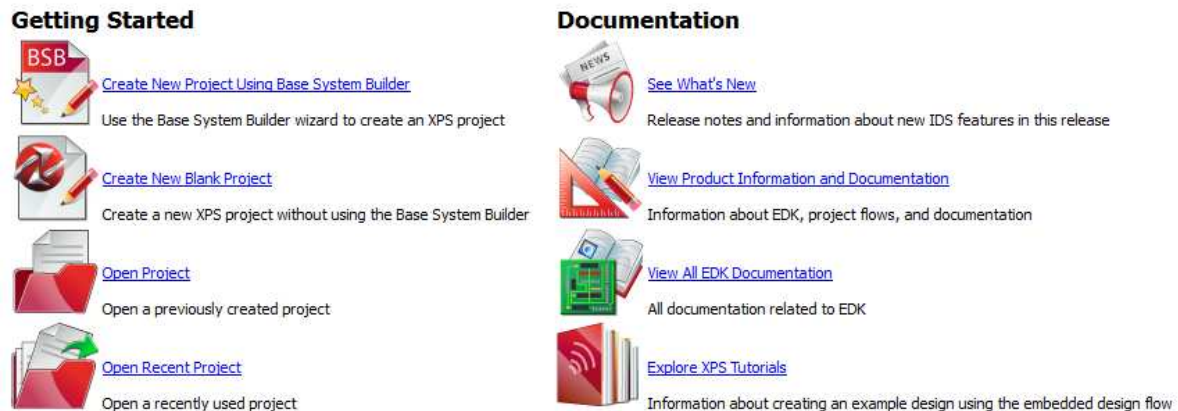 Getting Started
BSB
Create New Project Using Base System Builder
Use the Base System Builder wizard to create an XPS project
Create New Blank Project
Create a new XPS project without using the Base System Builder
Open Project
Open a previously created project
Open Recent Project
Open a recently used project
Documentation
NEWS
See What's New
Release notes and information about new IDS features in this release
View Product Information and Documentation
Information about EDK, project flows, and documentation
View All EDK Documentation
All documentation related to EDK
Explore XPS Tutorials
Information about creating an example design using the embedded design flow